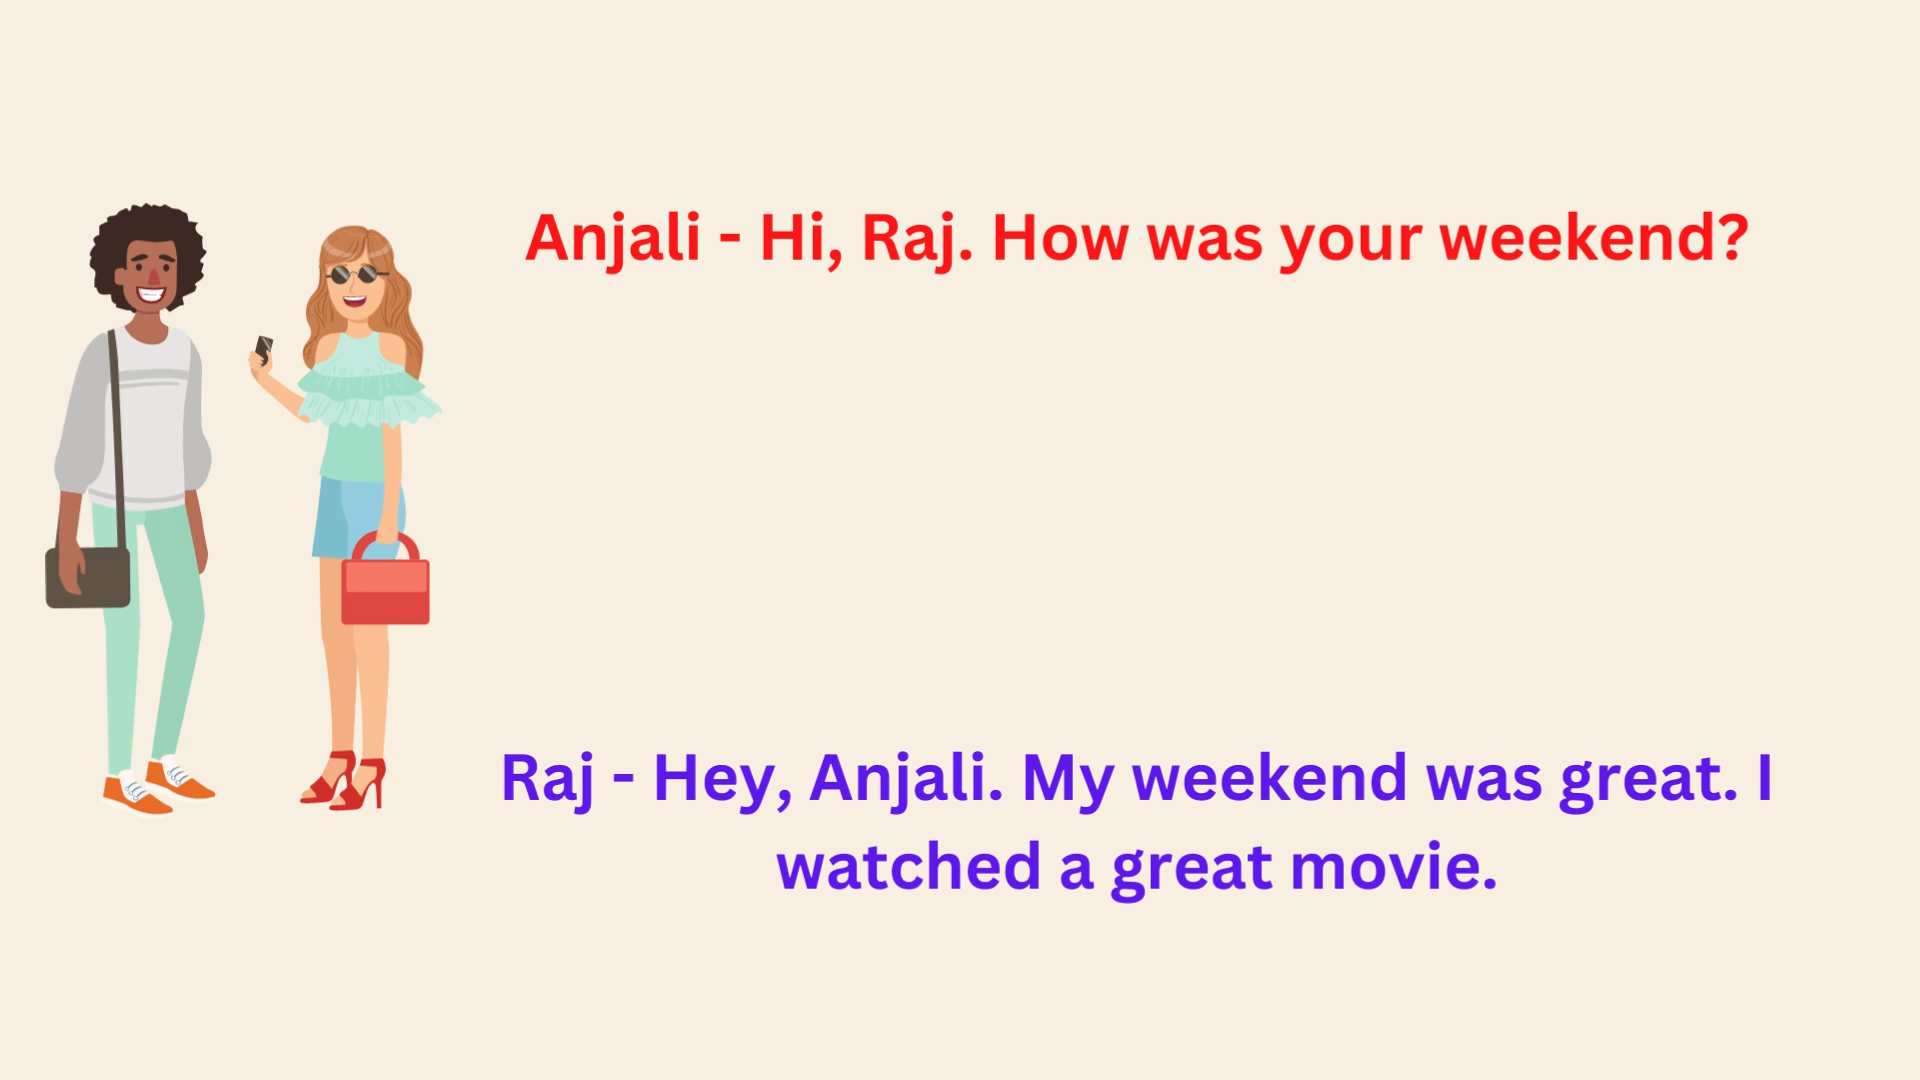 Anjali - Hi, Raj. How was your weekend?
Raj - Hey, Anjali. My weekend was great. I
watched a great movie.